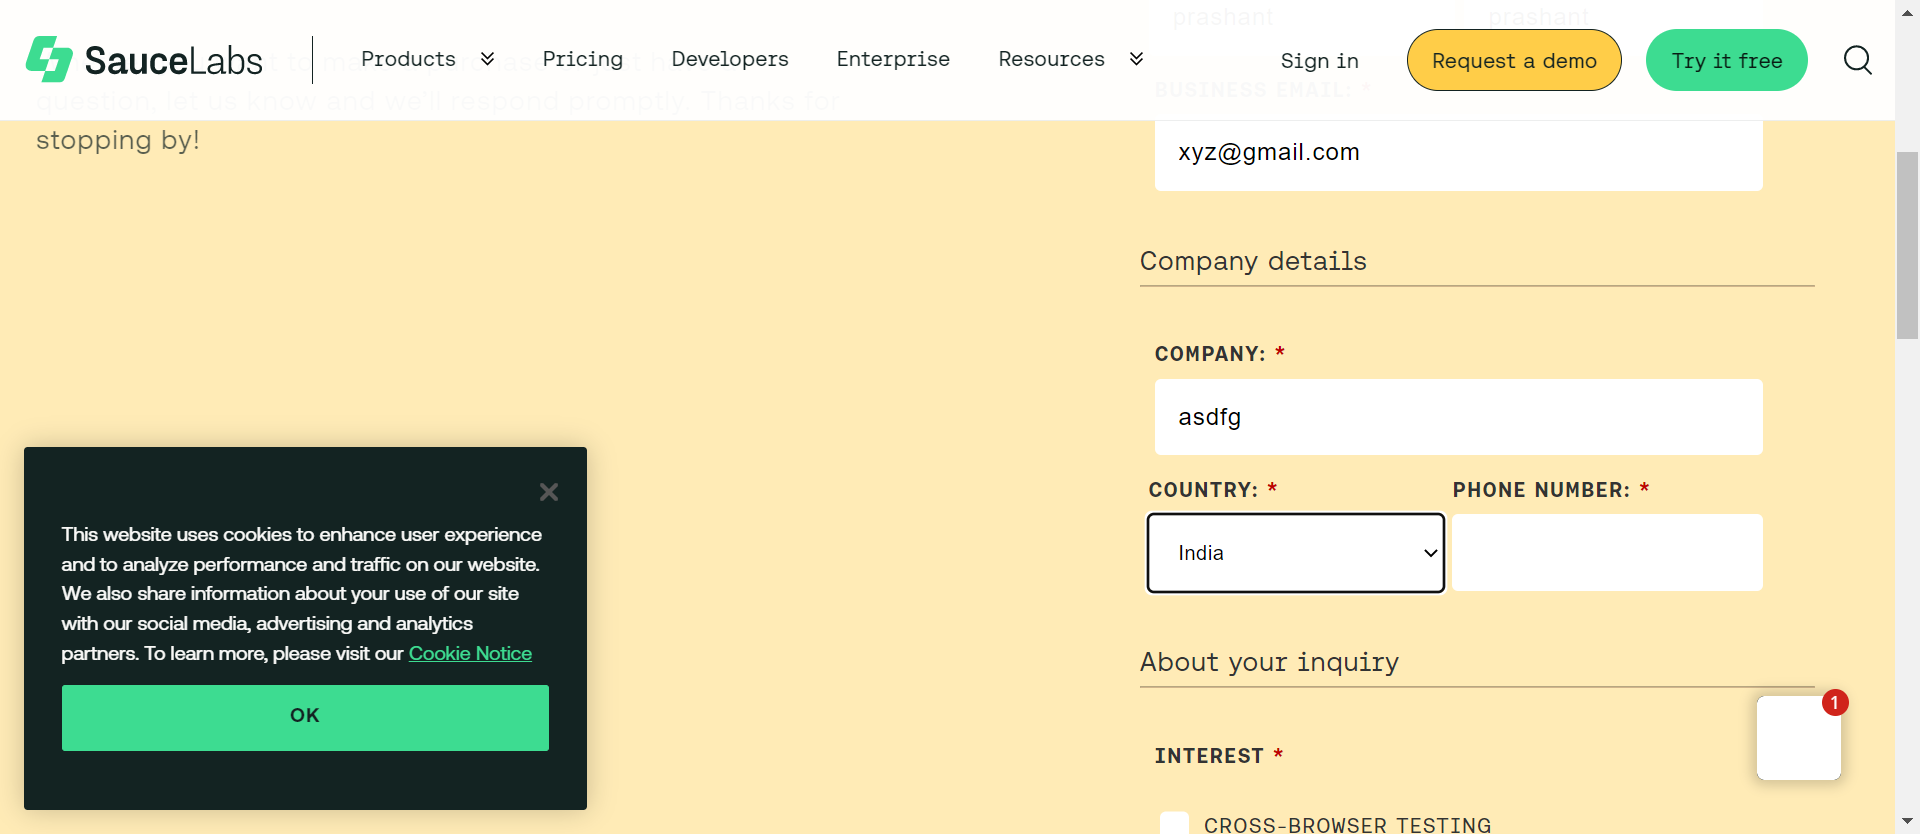 prashant prashant
SauceLabs Products Pricing Developers Enterprise Resources Sign in Request a demo Try it free
BUSINESS EMAIL: *
question, let us know and we'll respond promptly. Thanks for
stopping by!
xyz@gmail.com
Company details
COMPANY: *
asdfg
COUNTRY: * PHONE NUMBER: *
India
About your inquiry
1
INTEREST *
CROSS-BROWSER TESTING
This website uses cookies to enhance user experience
and to analyze performance and traffic on our website.
We also share information about your use of our site
with our social media, advertising and analytics
partners. To learn more, please visit our Cookie Notice
OK